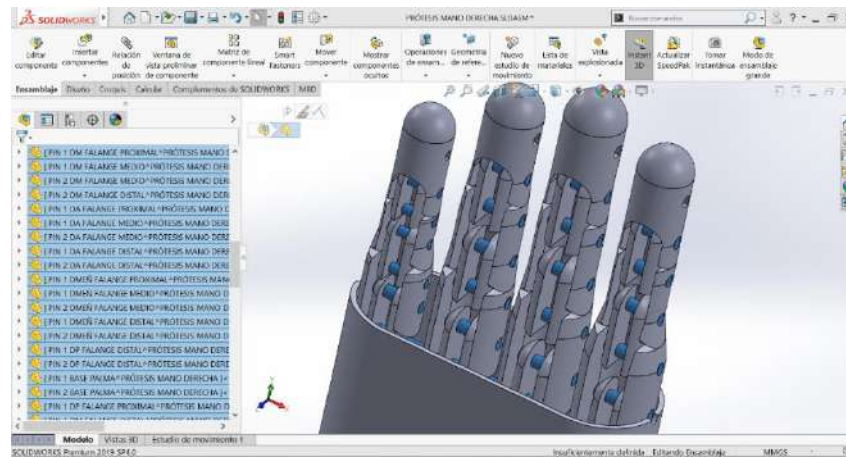 SOLIDWORKS
PRÓTESIS MANO DERECHA SLDASM *
Buscar comandos
Editar componente
Insertar componentes
Relación de posición
Ventana de vista preliminar de componente
Matriz de componente lineal
Smart Fasteners
Mover componente
Mostrar componentes ocultos
Operaciones de ensam...
Geometría de refere...
Nuevo estudio de movimiento
Lista de materiales
Vista explosionada
Instant 3D
Actualizar SpeedPak
Tomar instantánea
Modo de ensamblaje grande
Ensamblaje Diseño Croquis Calcular Complementos de SOLIDWORKS MBD
[ PIN 1 DM FALANGE PROXIMAL^PRÓTESIS MANO D
[ PIN 1 DM FALANGE MEDIO^PRÓTESIS MANO DER
[ PIN 2 DM FALANGE MEDIO^PRÓTESIS MANO DER
[ PIN 2 DM FALANGE DISTAL^PRÓTESIS MANO DER
[ PIN 1 DA FALANGE PROXIMAL^PRÓTESIS MANO D
[ PIN 1 DA FALANGE MEDIO^PRÓTESIS MANO DERE
[ PIN 2 DA FALANGE MEDIO^PRÓTESIS MANO DERE
[ PIN 1 DA FALANGE DISTAL^PRÓTESIS MANO DERE
[ PIN 2 DA FALANGE DISTAL^PRÓTESIS MANO DERE
[ PIN 1 DMEÑ FALANGE PROXIMAL^PRÓTESIS MAN
[ PIN 1 DMEÑ FALANGE MEDIO^PRÓTESIS MANO D
[ PIN 2 DMEÑ FALANGE MEDIO^PRÓTESIS MANO D
[ PIN 1 DMEÑ FALANGE DISTAL^PRÓTESIS MANO D
[ PIN 2 DMEÑ FALANGE DISTAL^PRÓTESIS MANO D
[ PIN 1 DP FALANGE DISTAL^PRÓTESIS MANO DERE
[ PIN 2 DP FALANGE DISTAL^PRÓTESIS MANO DERE
[ PIN 1 BASE PALMA^PRÓTESIS MANO DERECHA ]<
[ PIN 2 BASE PALMA^PRÓTESIS MANO DERECHA ]<
[ PIN 1 DP FALANGE PROXIMAL^PRÓTESIS MANO D
Modelo Vistas 3D Estudio de movimiento 1
SOLIDWORKS Premium 2019 SP4.0 Insuficientemente definida Editando Ensamblaje MMGS